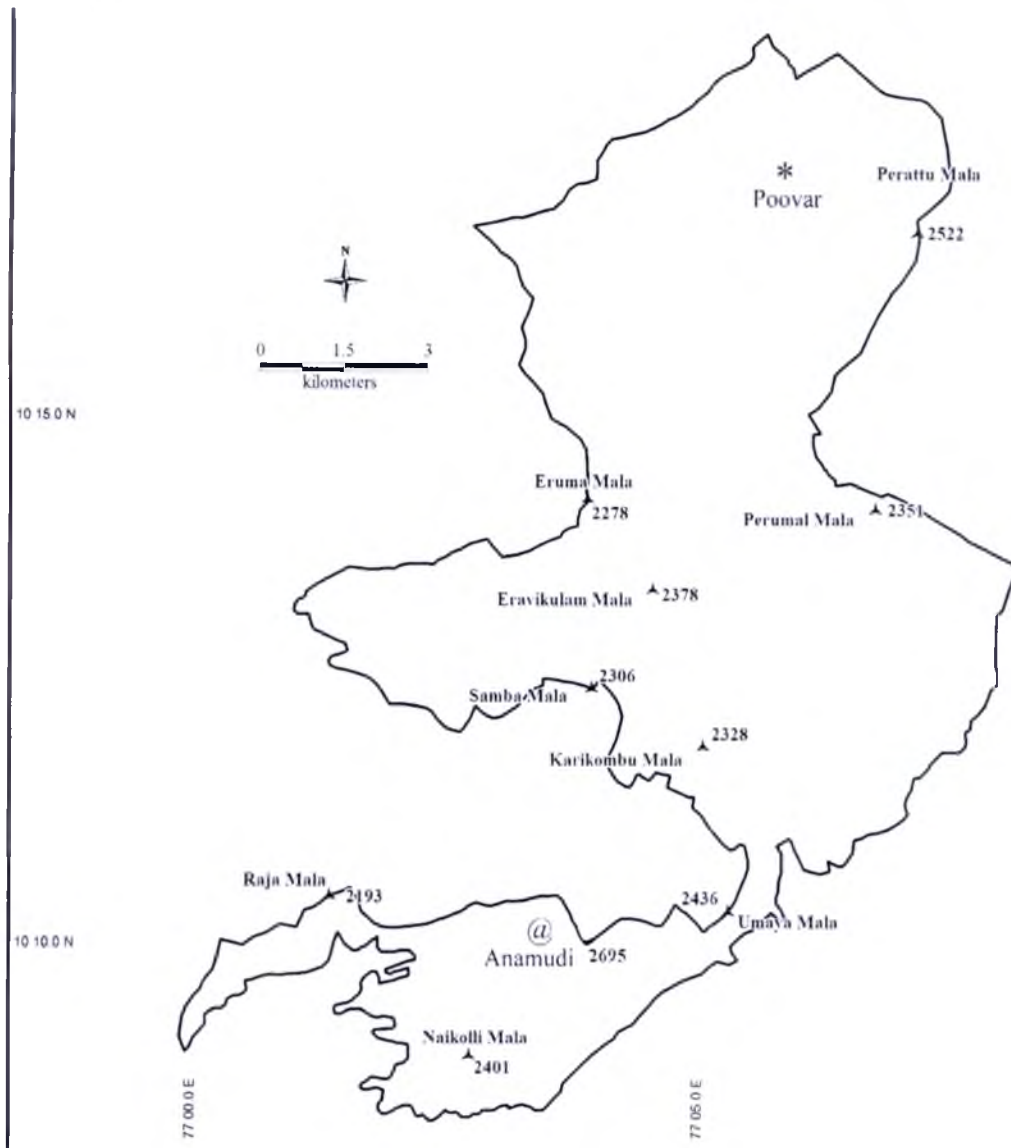 Perattu Mala
Poovar
2522
N
0 1.5 3
kilometers
10 15 0 N
Eruma Mala
2278
Perumal Mala
2351
Eravikulam Mala
2378
2306
Samba Mala
2328
Karikombu Mala
Raja Mala
2193
2436
Umaya Mala
10 10.0 N
@
Anamudi
2695
Naikolli Mala
2401
77 00.0 E
77 05 0 E